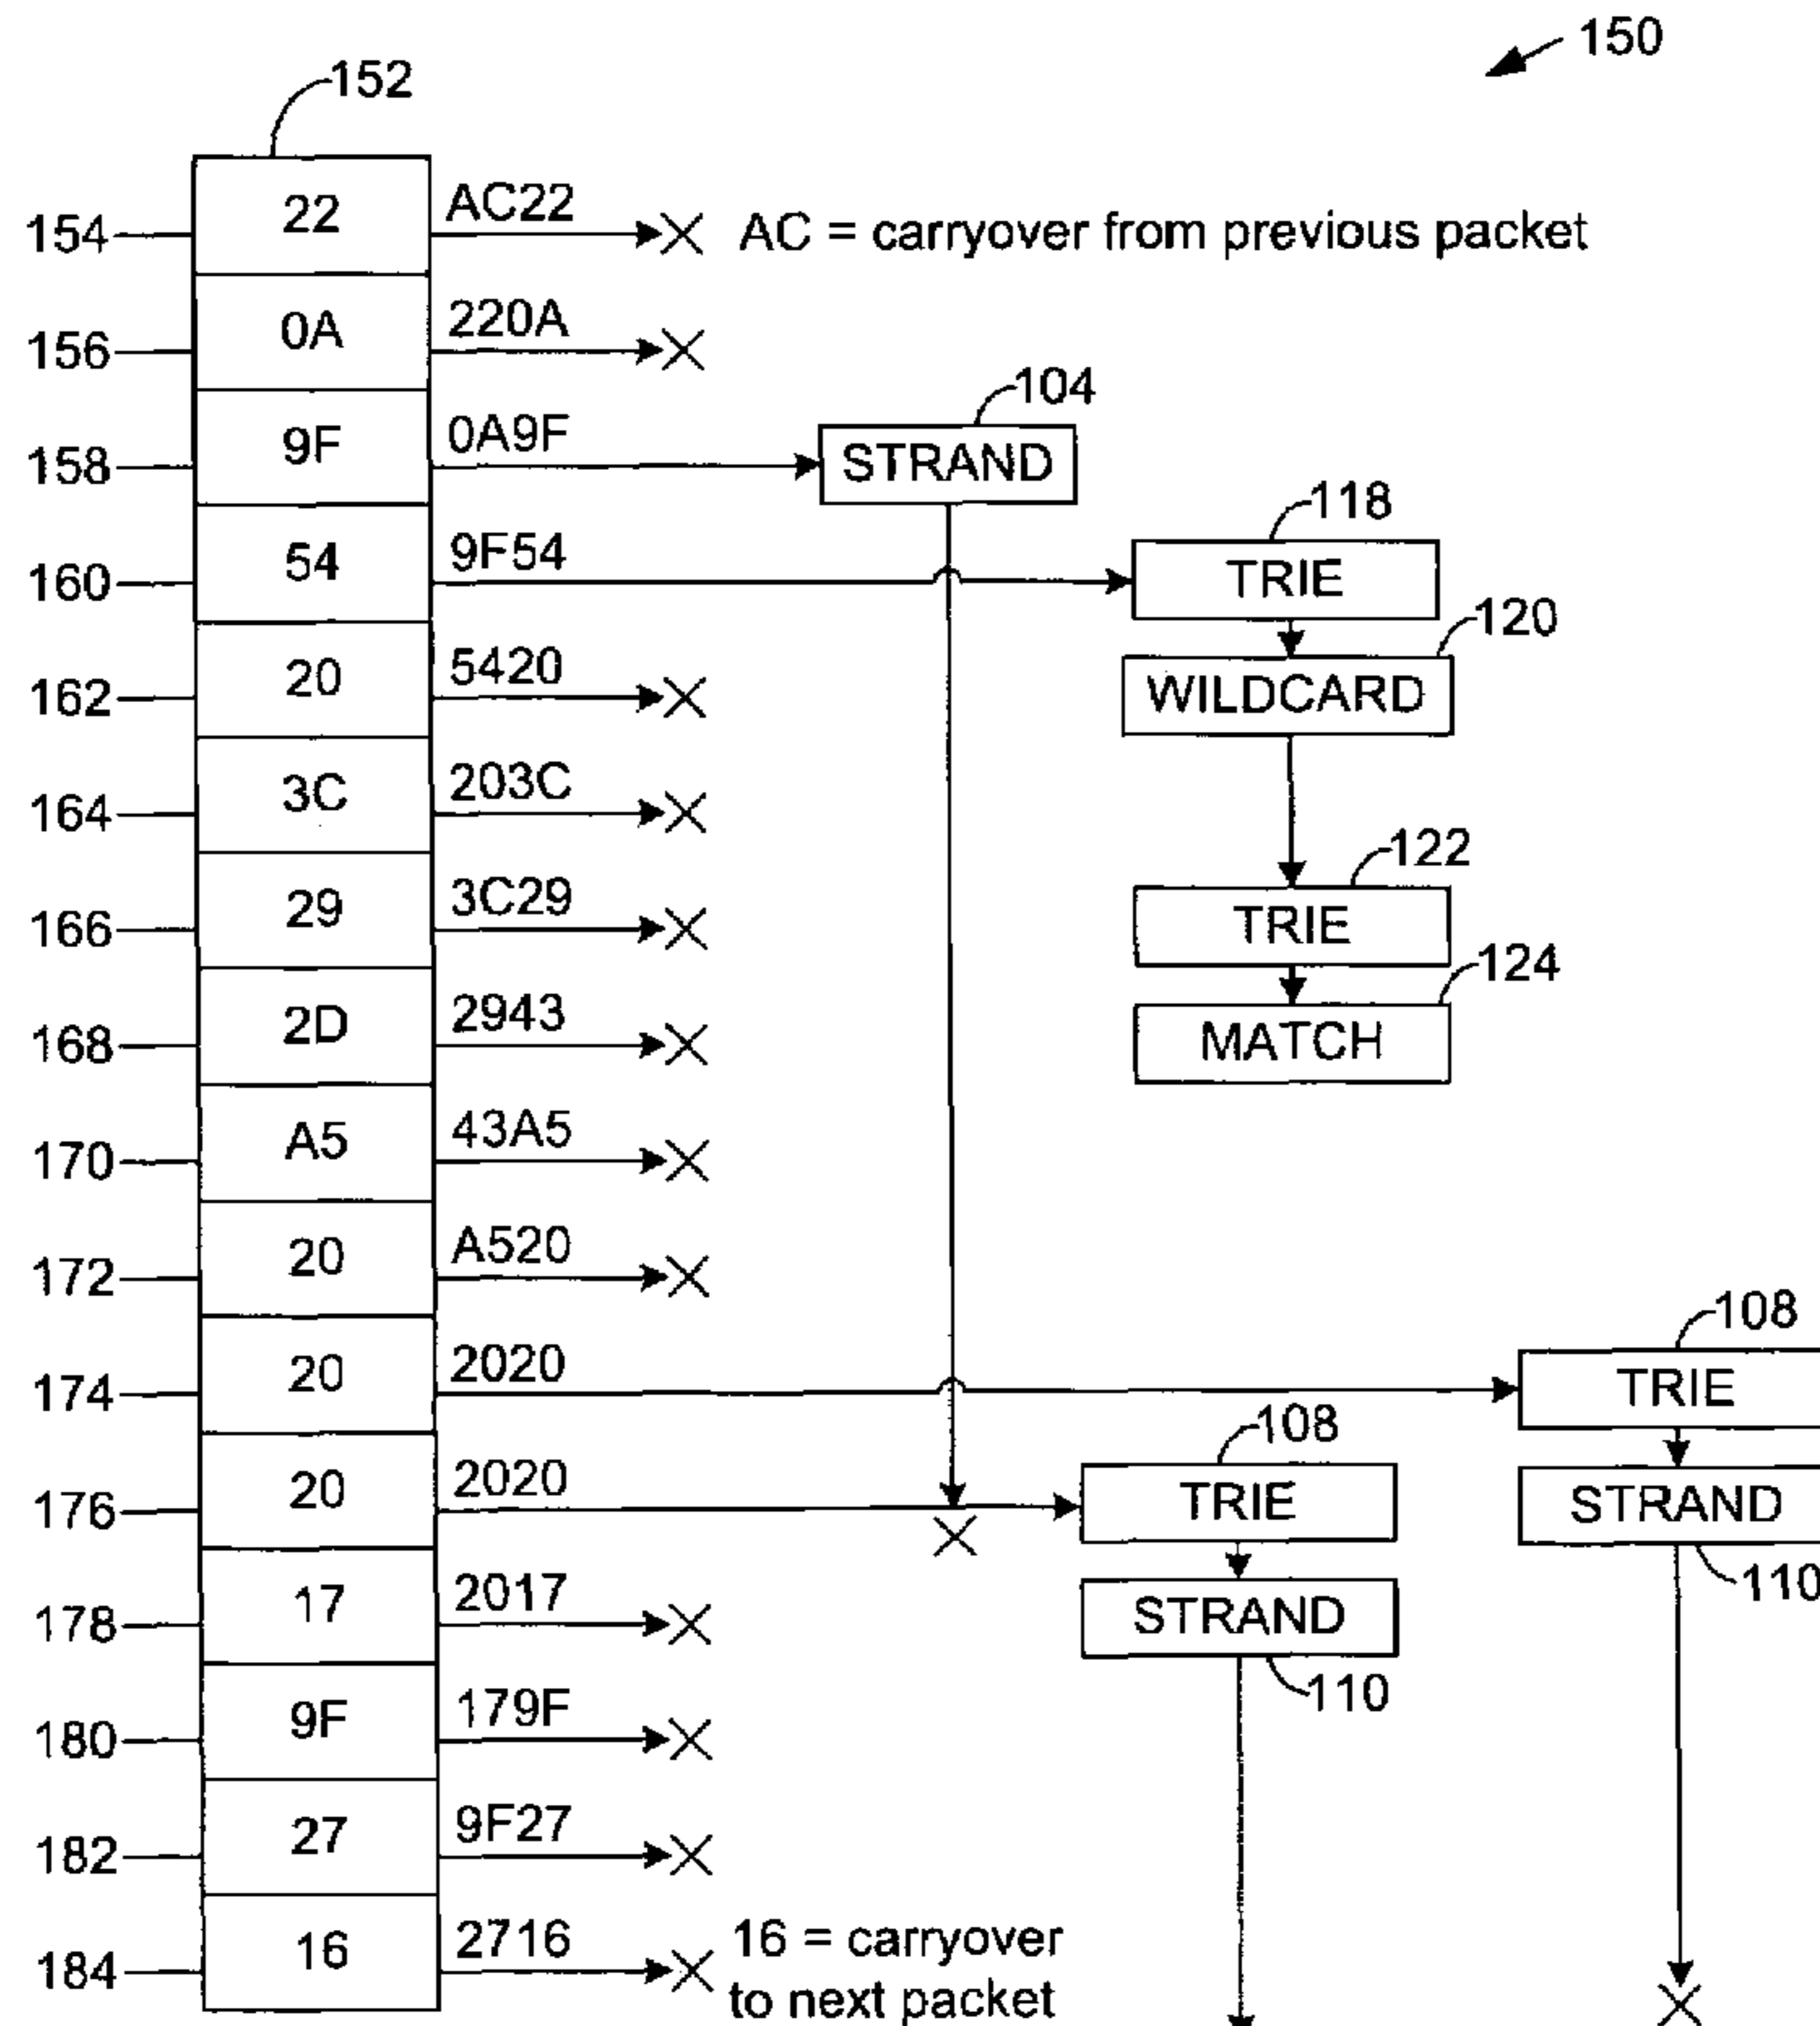 150
152
154 22 AC22 AC = carryover from previous packet
156 0A 220A
158 9F 0A9F STRAND 104
160 54 9F54 TRIE 118
WILDCARD 120
162 20 5420
164 3C 203C
166 29 3C29 TRIE 122
168 2D 2943 MATCH 124
170 A5 43A5
172 20 A520
174 20 2020 TRIE 108
176 20 2020 TRIE 108 STRAND 110
178 17 2017 STRAND 110
180 9F 179F
182 27 9F27
184 16 2716 16 = carryover
to next packet